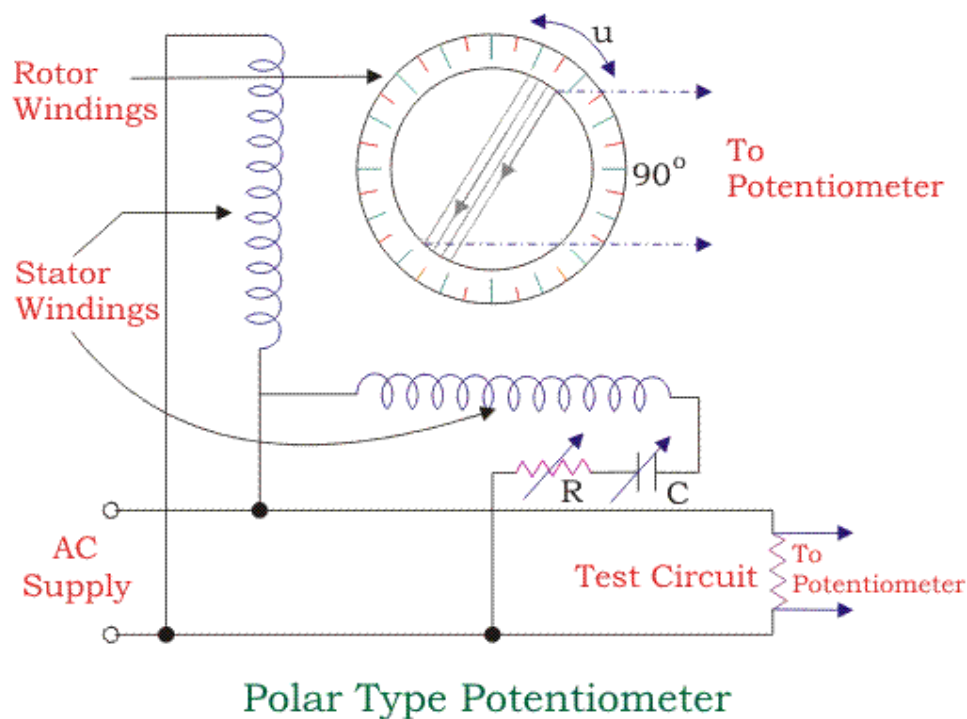 u
Rotor
Windings
90°
To
Potentiometer
Stator
Windings
R
C
AC
Supply
Test Circuit
To
Potentiometer
Polar Type Potentiometer